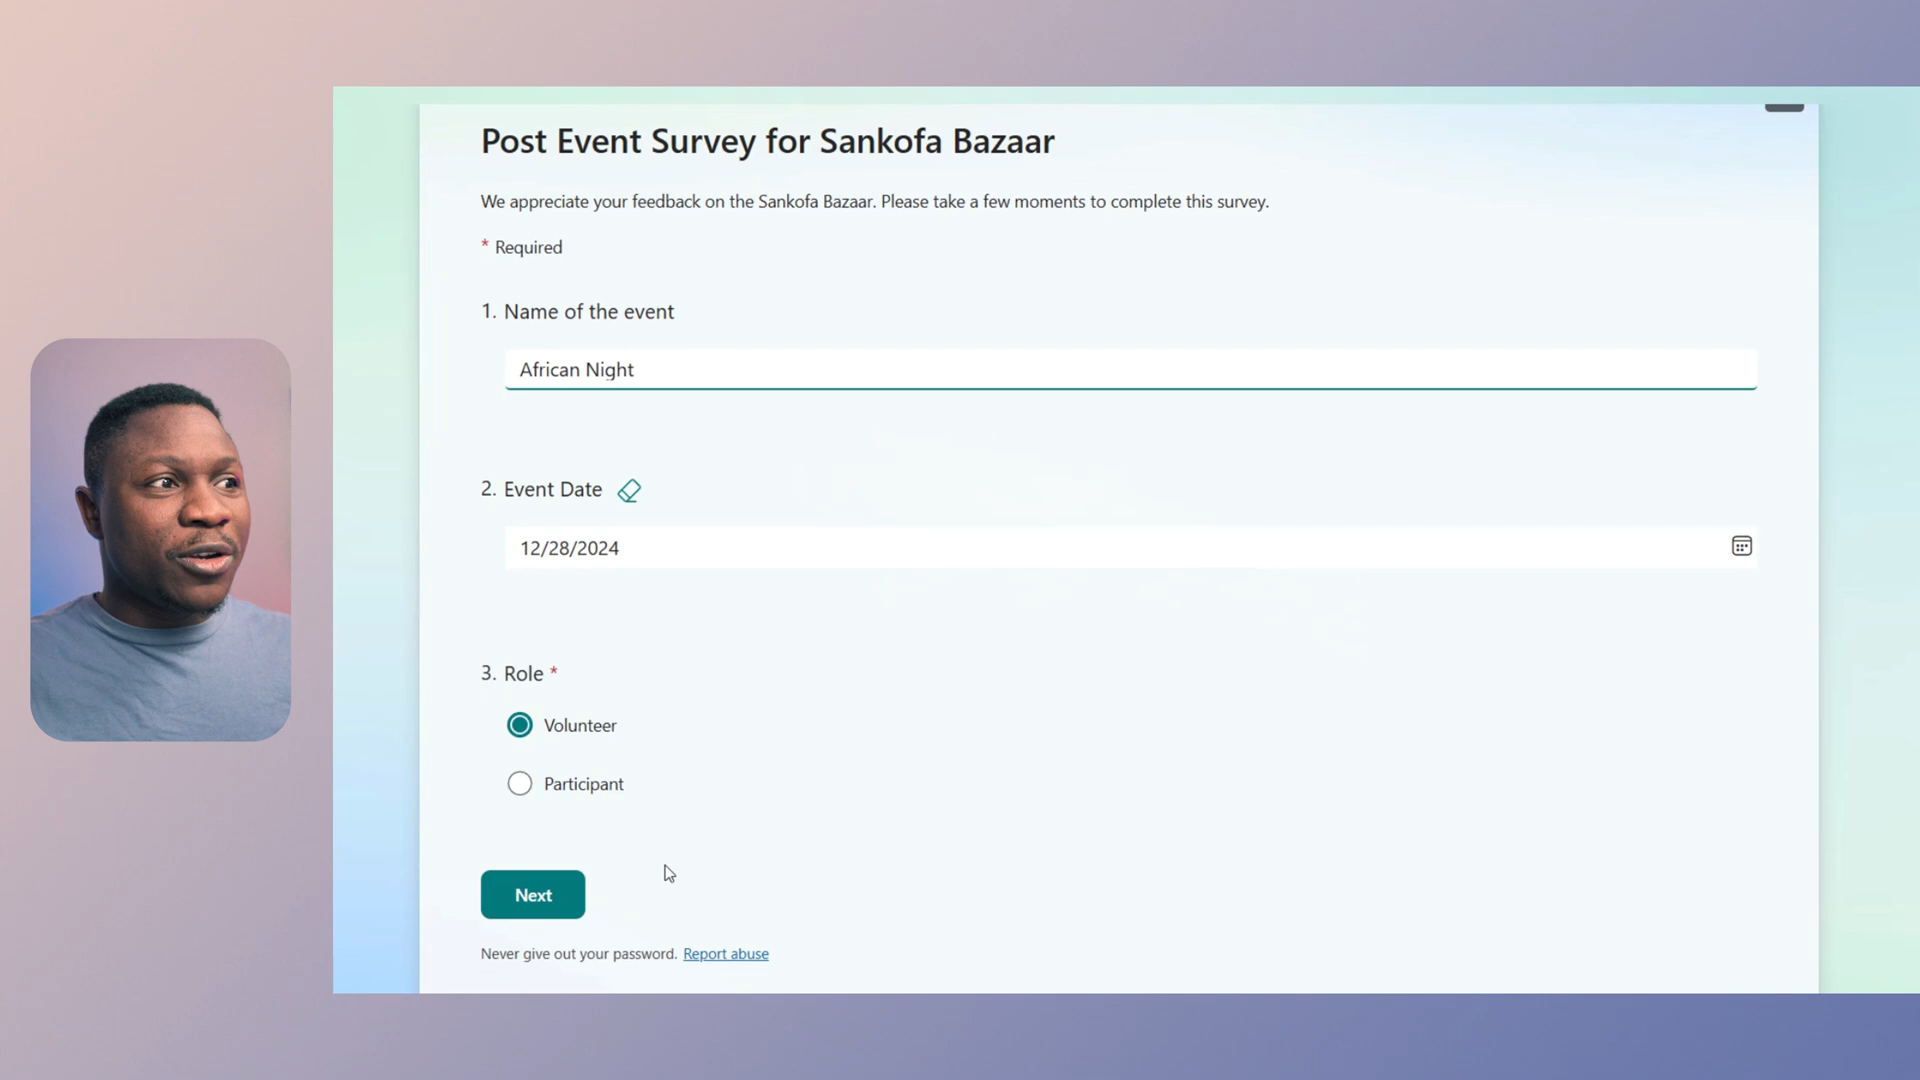 Post Event Survey for Sankofa Bazaar
We appreciate your feedback on the Sankofa Bazaar. Please take a few moments to complete this survey.
* Required
1. Name of the event
African Night
2. Event Date
12/28/2024
3. Role *
Volunteer
Participant
Next
Never give out your password. Report abuse